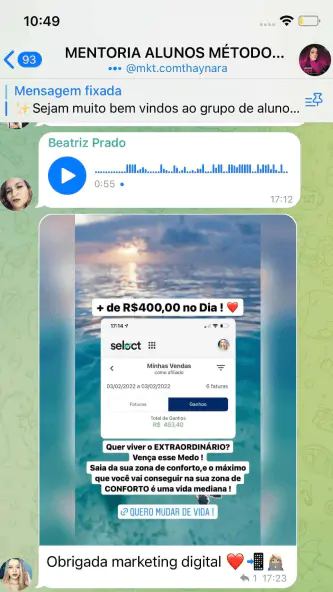 10:49
93
MENTORIA ALUNOS MÉTODO...
@mkt.comthaynara
Mensagem fixada
✨Sejam muito bem vindos ao grupo de aluno...
Beatriz Prado
0:55
17:12
+ de R$400,00 no Dia ! ❤️
17:14
select
Minhas Vendas
como afiliado
03/02/2022 a 03/02/2022 6 faturas
Faturas Ganhos
Total de Ganhos
R$ 453,40
Quer viver o EXTRAORDINÁRIO?
Vença esse Medo !
Saia da sua zona de conforto,e o máximo
que você vai conseguir na sua zona de
CONFORTO é uma vida mediana !
QUERO MUDAR DE VIDA !
Obrigada marketing digital ❤️📲👩🏼‍💻
1 17:23